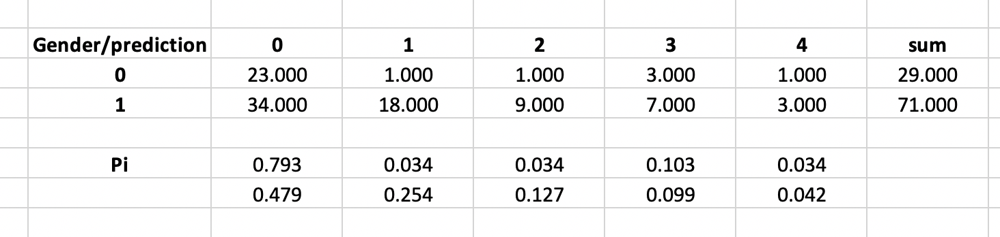 Gender/prediction 0 1 2 3 4 sum
0 23.000 1.000 1.000 3.000 1.000 29.000
1 34.000 18.000 9.000 7.000 3.000 71.000
Pi 0.793 0.034 0.034 0.103 0.034
0.479 0.254 0.127 0.099 0.042